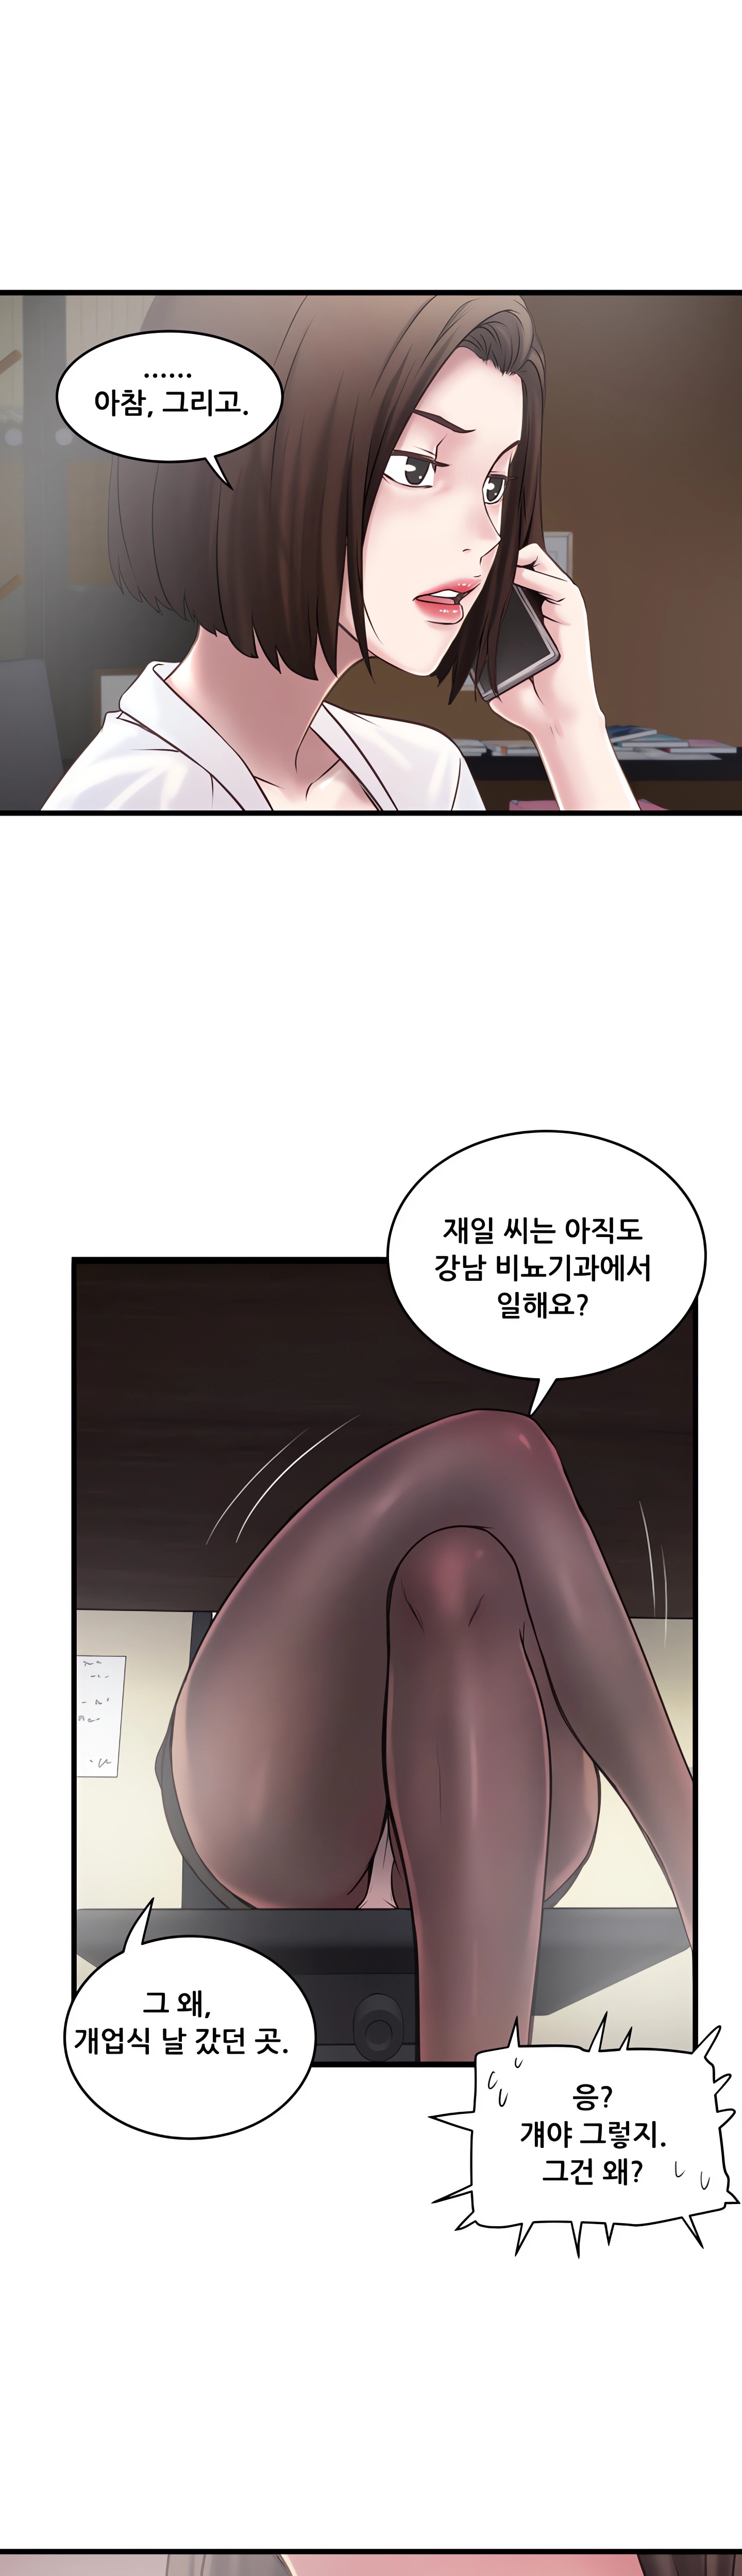 ······
아참, 그리고.
재일 씨는 아직도
강남 비뇨기과에서
일해요?
그 왜,
개업식 날 갔던 곳.
응?
걔야 그렇지.
그건 왜?